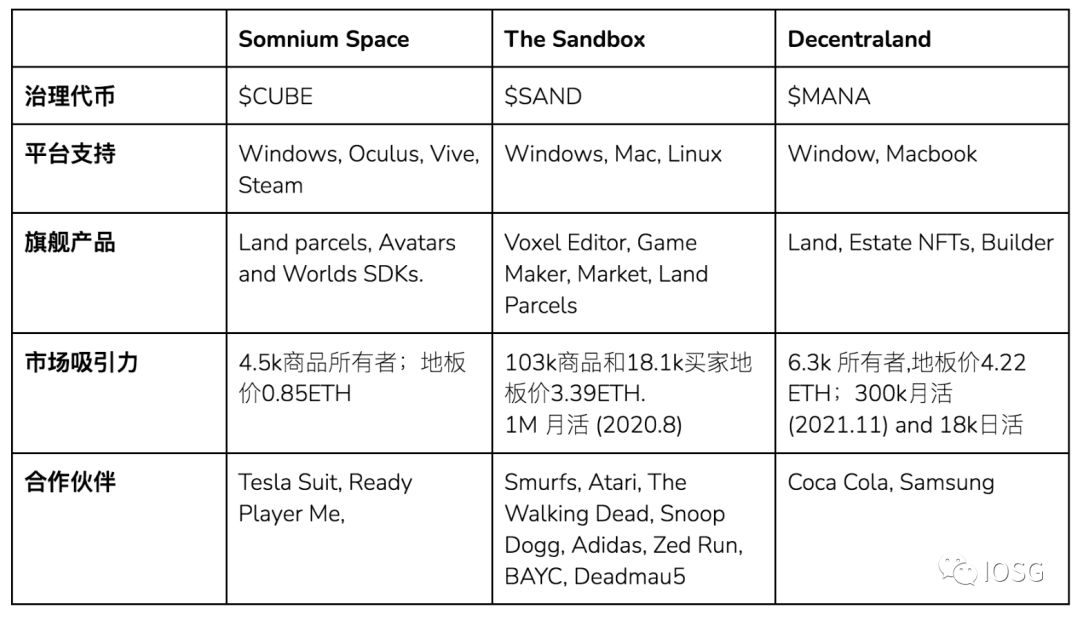 Somnium Space
The Sandbox
Decentraland
治理代币
$CUBE
$SAND
$MANA
平台支持
Windows, Oculus, Vive,
Steam
Windows, Mac, Linux
Window, Macbook
旗舰产品
Land parcels, Avatars
and Worlds SDKs.
Voxel Editor, Game
Maker, Market, Land
Parcels
Land, Estate NFTs, Builder
市场吸引力
4.5k商品所有者；地板
价0.85ETH
103k商品和18.1k买家地
板价3.39ETH.
1M 月活 (2020.8)
6.3k 所有者,地板价4.22
ETH；300k月活
(2021.11) and 18k日活
合作伙伴
Tesla Suit, Ready
Player Me,
Smurfs, Atari, The
Walking Dead, Snoop
Dogg, Adidas, Zed Run,
BAYC, Deadmau5
Coca Cola, Samsung
IOSG